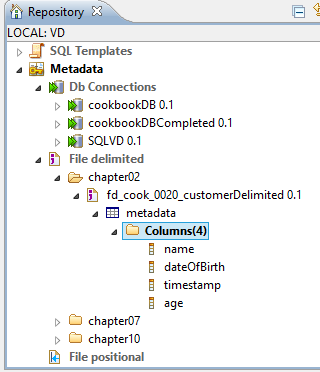 Repository
LOCAL: VD
SQL Templates
Metadata
Db Connections
cookbookDB 0.1
cookbookDBCompleted 0.1
SQLVD 0.1
File delimited
chapter02
fd_cook_0020_customerDelimited 0.1
metadata
Columns(4)
name
dateOfBirth
timestamp
age
chapter07
chapter10
File positional